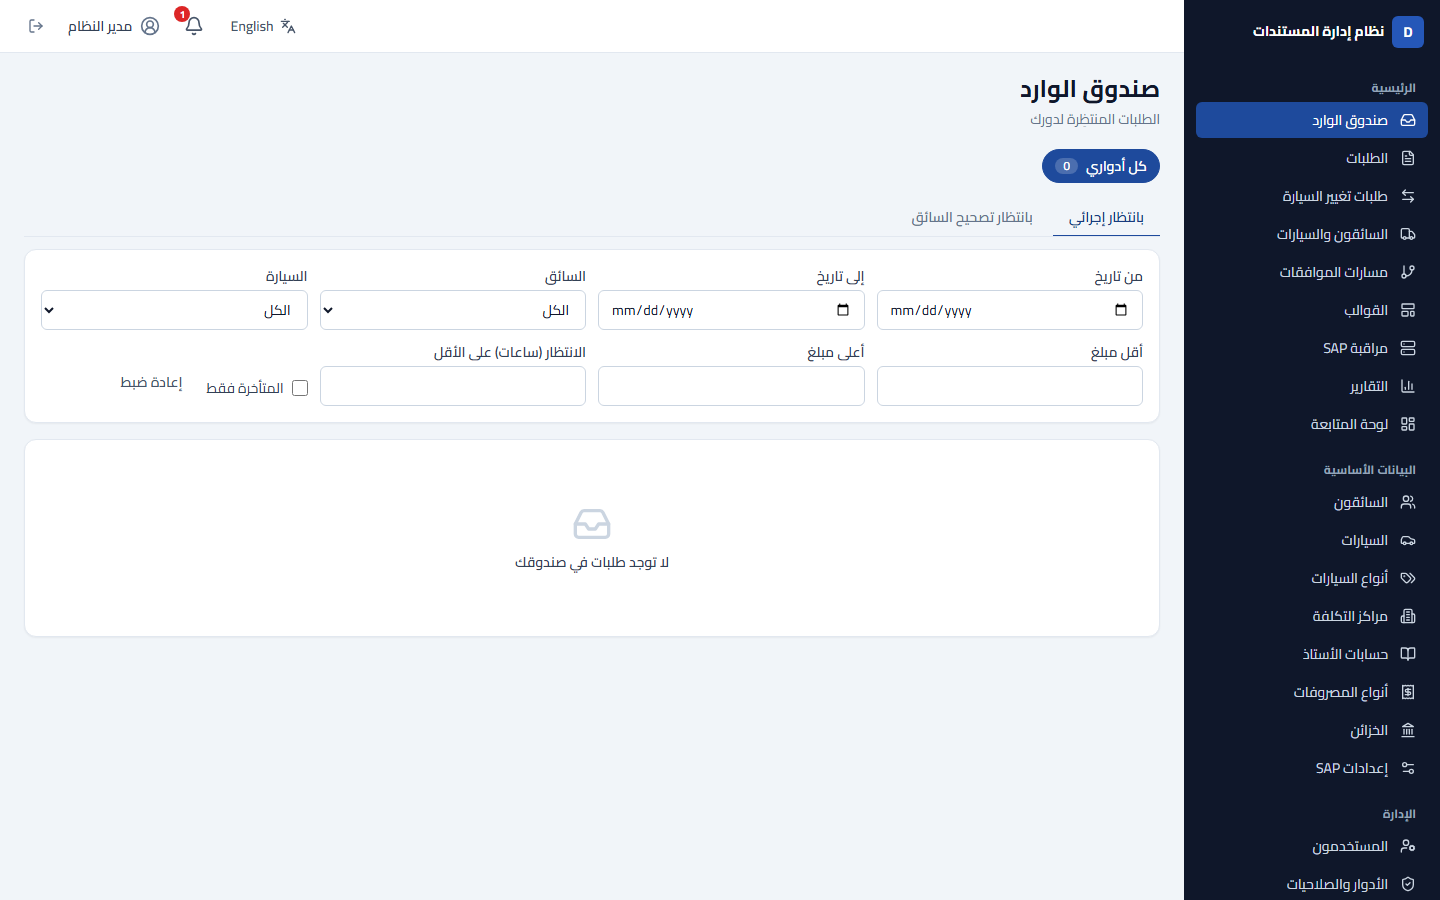 D
نظام إدارة المستندات
الرئيسية
صندوق الوارد
الطلبات
طلبات تغيير السيارة
السائقون والسيارات
مسارات الموافقات
القوالب
مراقبة SAP
التقارير
لوحة المتابعة
البيانات الأساسية
السائقون
السيارات
أنواع السيارات
مراكز التكلفة
حسابات الأستاذ
أنواع المصروفات
الخزائن
إعدادات SAP
الإدارة
المستخدمون
الأدوار والصلاحيات
English
1
مدير النظام
صندوق الوارد
الطلبات المنتظِرة لدورك
كل أدواري 0
بانتظار إجرائي
بانتظار تصحيح السائق
من تاريخ
mm/dd/yyyy
إلى تاريخ
mm/dd/yyyy
السائق
الكل
السيارة
الكل
أقل مبلغ
أعلى مبلغ
الانتظار (ساعات) على الأقل
المتأخرة فقط
إعادة ضبط
لا توجد طلبات في صندوقك